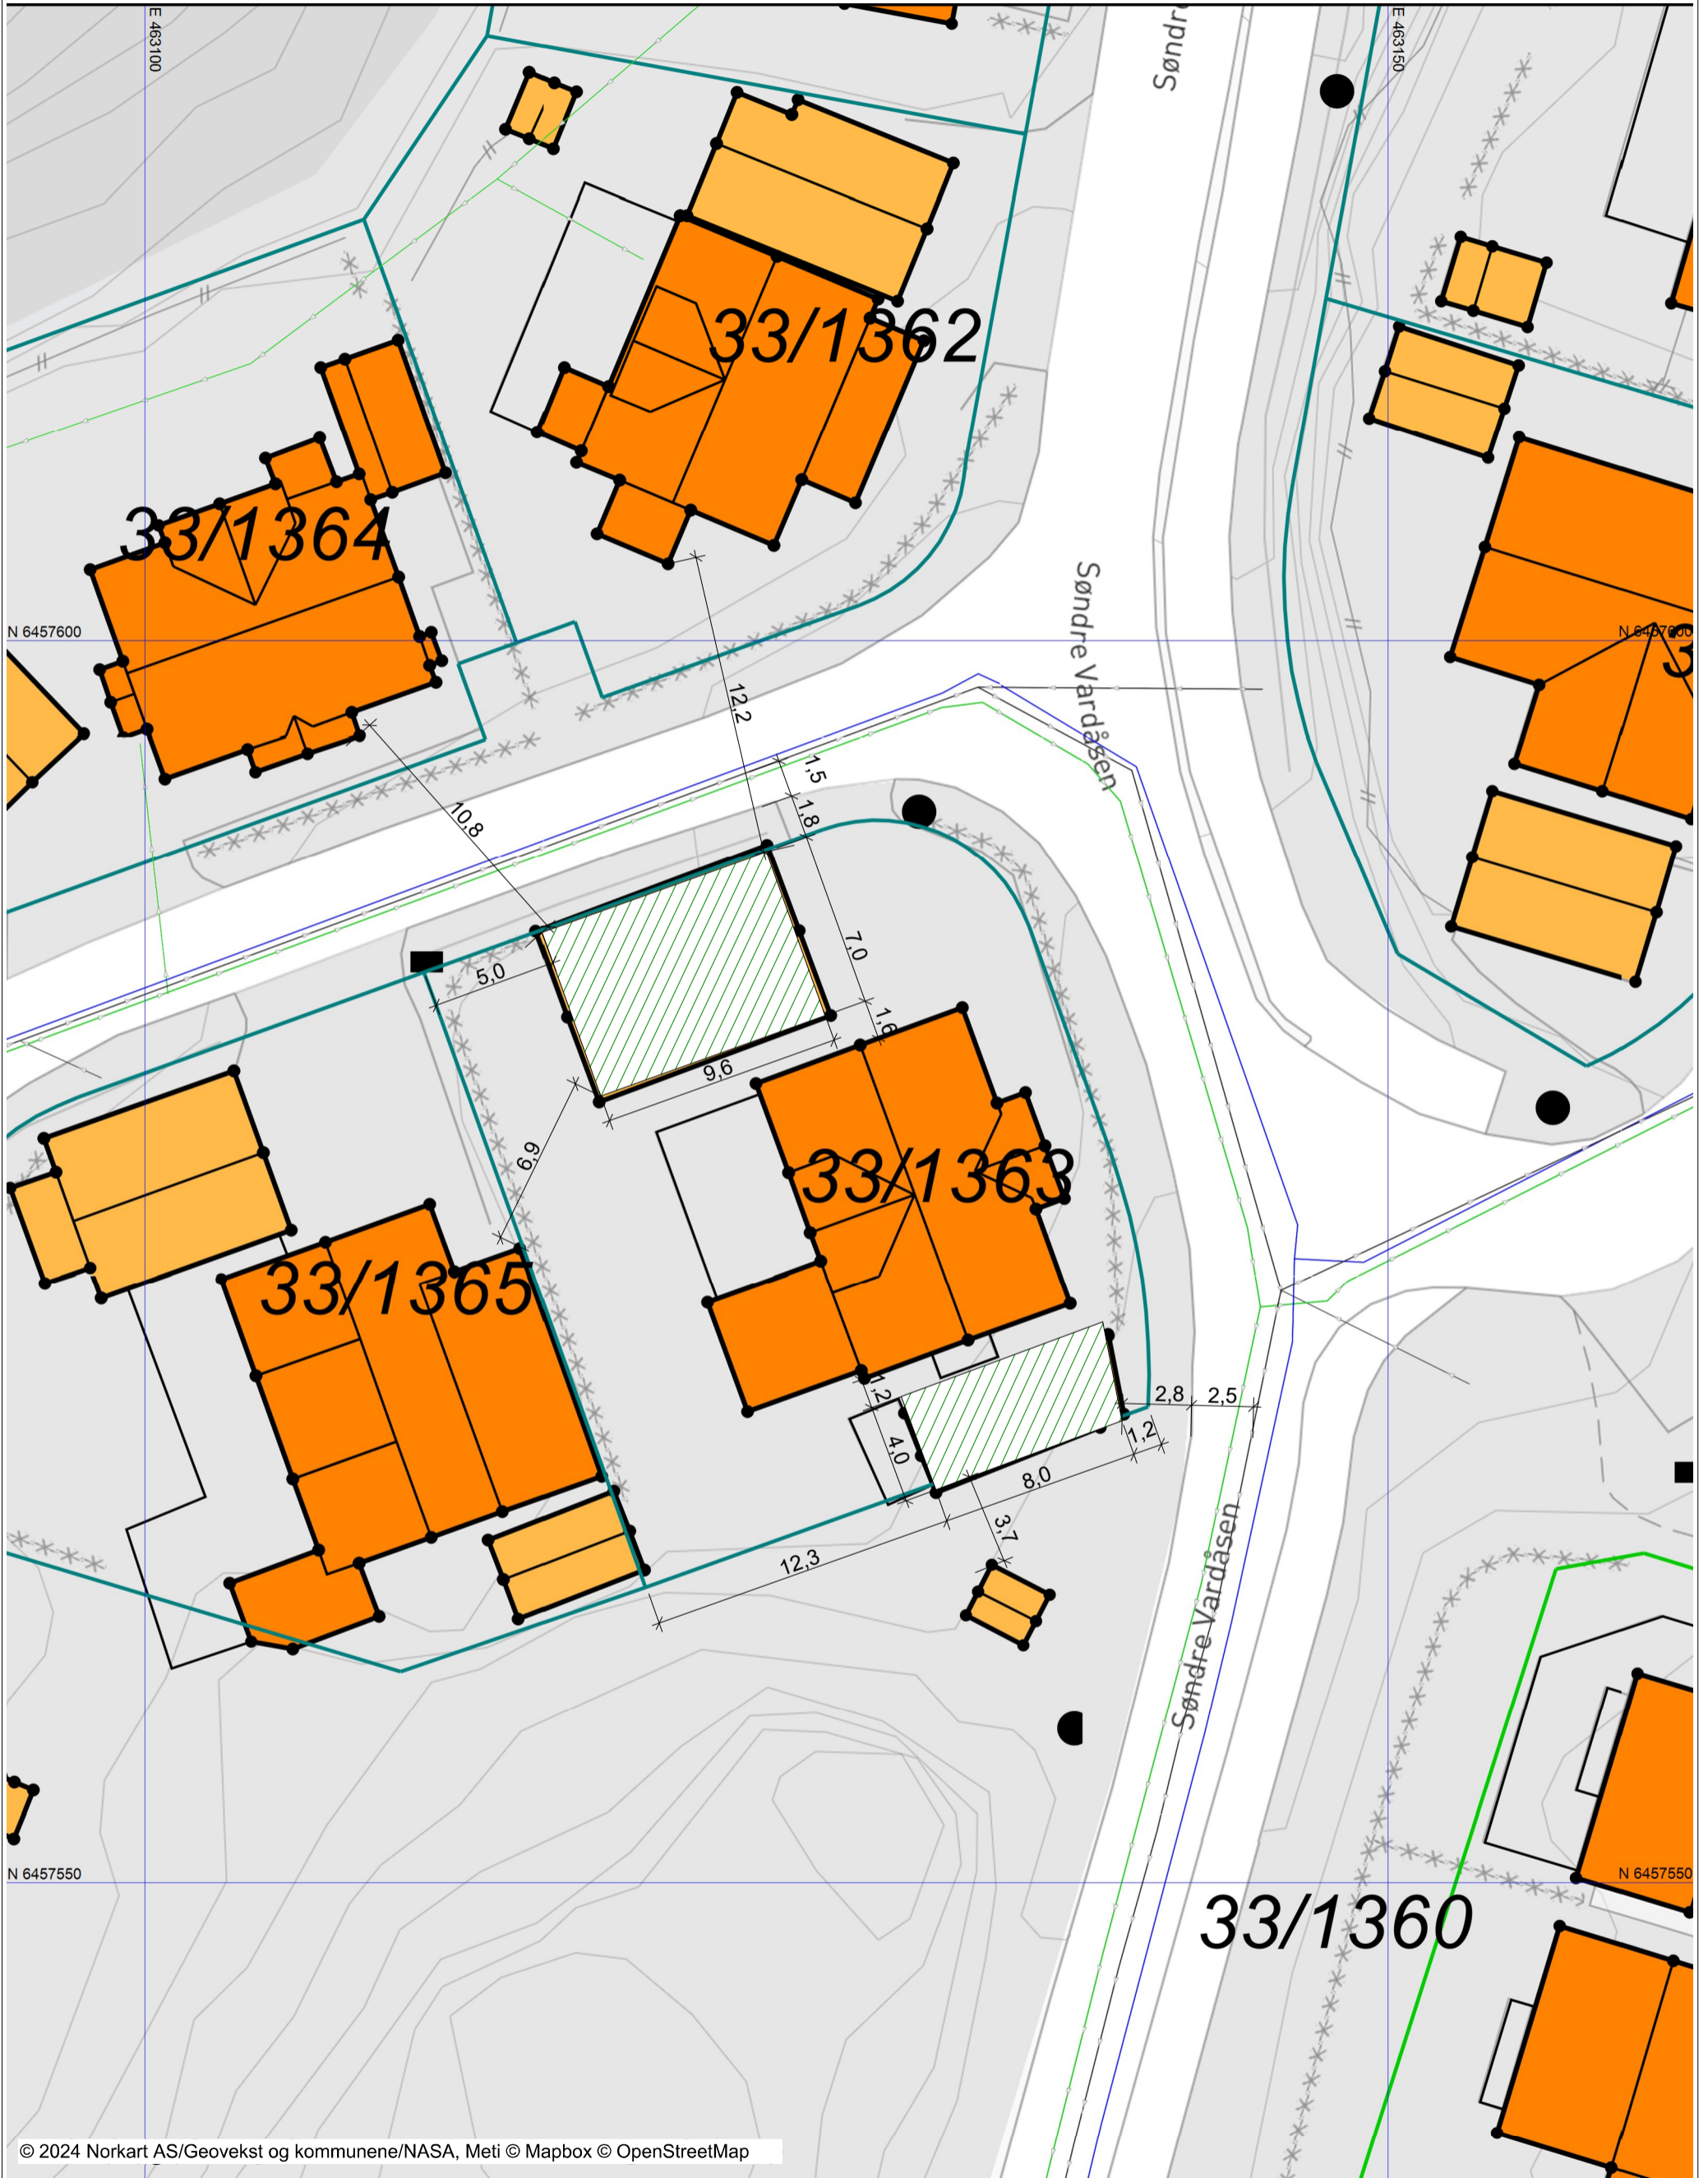 E 463100
E 463150
Søndre
33/1362
33/1364
Søndre Vardåsen
N 6457600
N 6457600
3
12,2
1,5
1,8
10,8
7,0
5,0
1,6
9,6
6,9
33/1363
33/1365
1,2
2,8
2,5
1,2
4,0
8,0
3,7
12,3
Søndre Vardåsen
N 6457550
N 6457550
33/1360
© 2024 Norkart AS/Geovekst og kommunene/NASA, Meti © Mapbox © OpenStreetMap